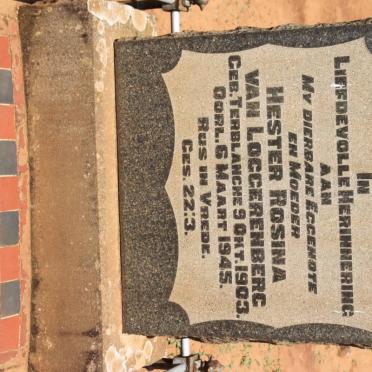 IN
LIEFDEVOLLE HERINNERING
AAN
MY DIERBARE EGGENOTE
EN MOEDER
HESTER ROSINA
VAN LOGGERENBERG
GEB. TERBLANCHE 9 OKT. 1903.
OORL. 6 MAART 1945.
RUS IN VREDE.
GES. 22:3.